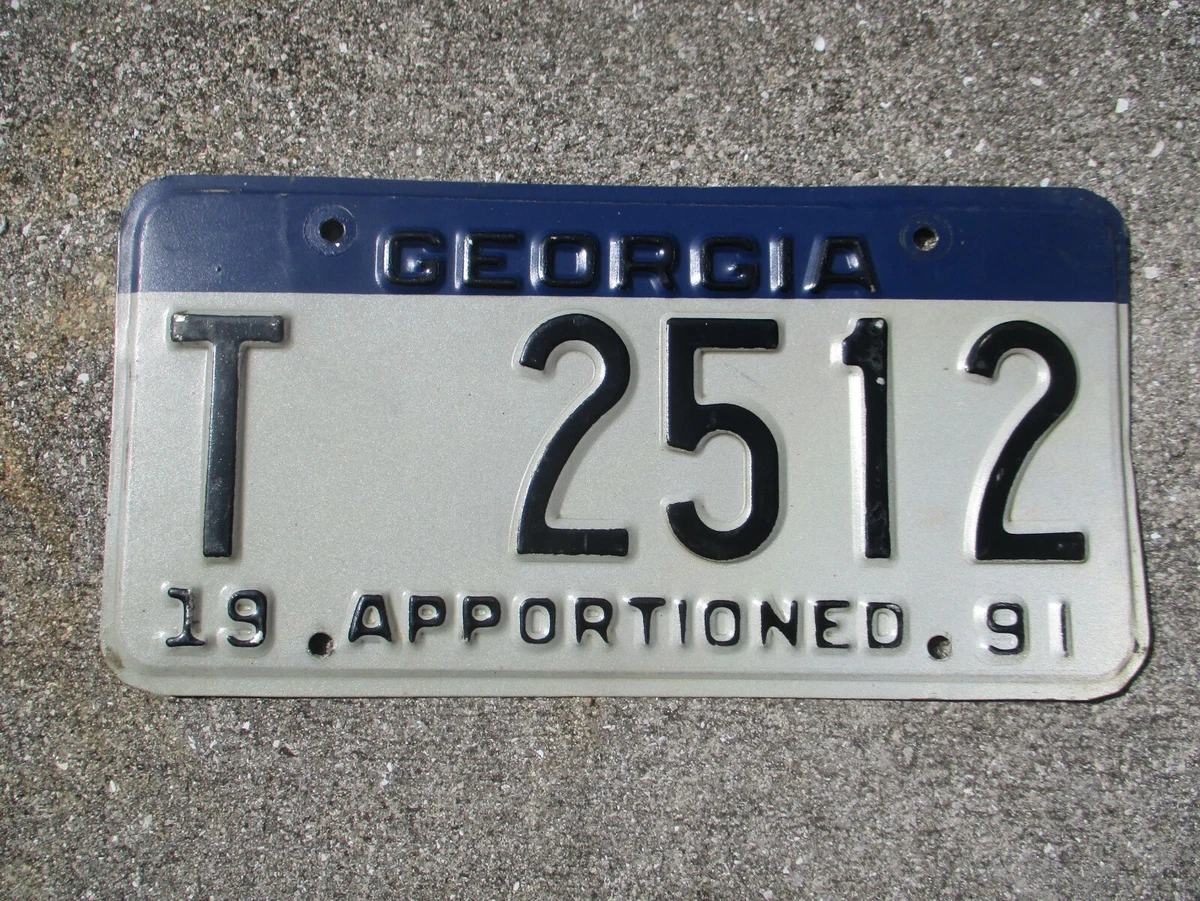 GEORGIA
T 2512
19 APPORTIONED 91